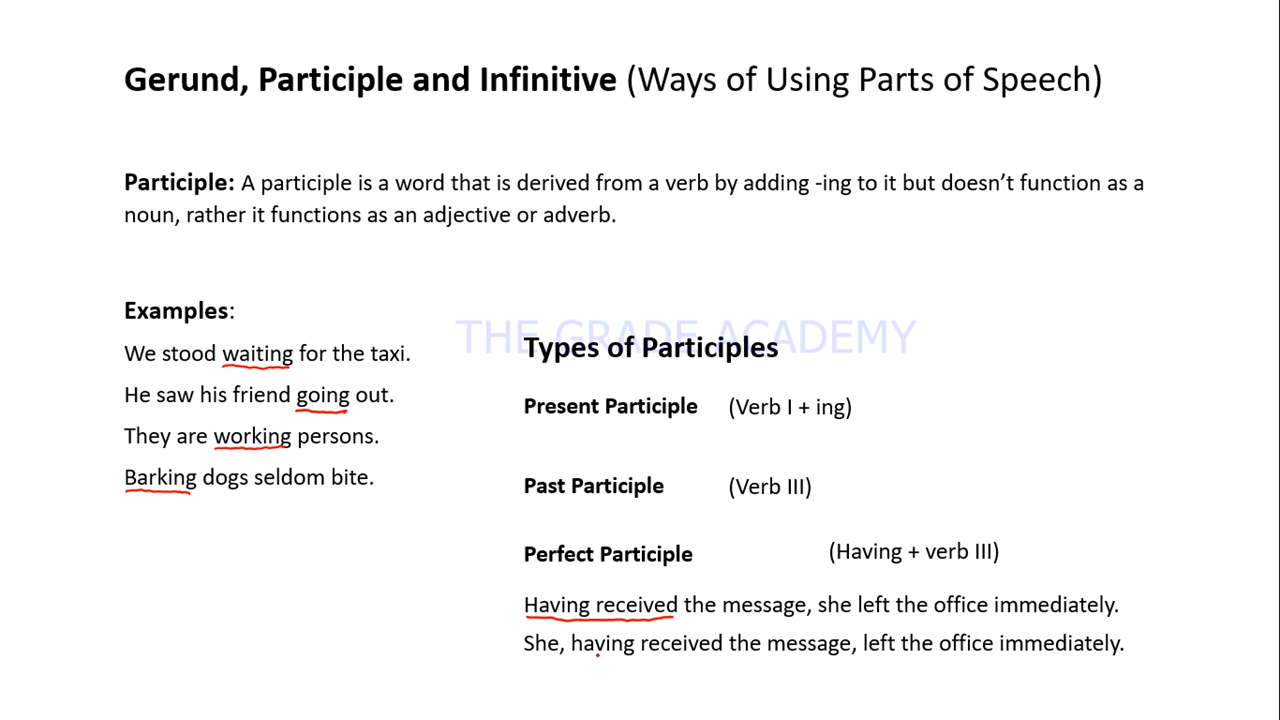 Gerund, Participle and Infinitive (Ways of Using Parts of Speech)
Participle: A participle is a word that is derived from a verb by adding -ing to it but doesn’t function as a
noun, rather it functions as an adjective or adverb.
Examples:
We stood waiting for the taxi.
He saw his friend going out.
They are working persons.
Barking dogs seldom bite.
THE GRADE ACADEMY
Types of Participles
Present Participle (Verb I + ing)
Past Participle (Verb III)
Perfect Participle (Having + verb III)
Having received the message, she left the office immediately.
She, having received the message, left the office immediately.